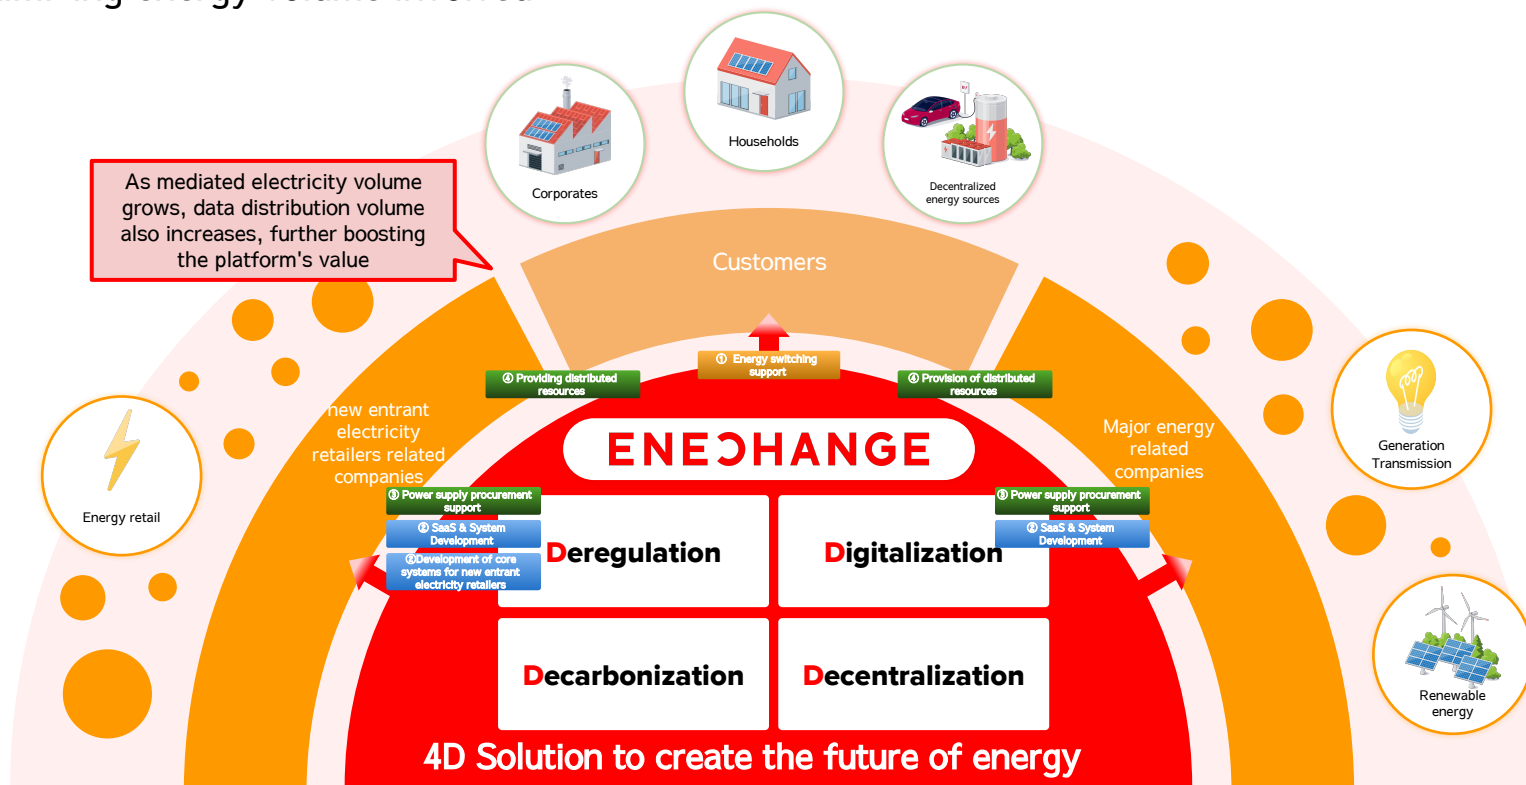 Households
Corporates
Decentralized
energy sources
As mediated electricity volume
grows, data distribution volume
also increases, further boosting
the platform's value
Customers
① Energy switching
support
④ Providing distributed
resources
④ Provision of distributed
resources
new entrant
electricity
retailers related
companies
Major energy
related
companies
ENECHANGE
Energy retail
Generation
Transmission
③ Power supply procurement
support
② SaaS & System
Development
②Development of core
systems for new entrant
electricity retailers
③ Power supply procurement
support
② SaaS & System
Development
Deregulation
Digitalization
Decarbonization
Decentralization
Renewable
energy
4D Solution to create the future of energy